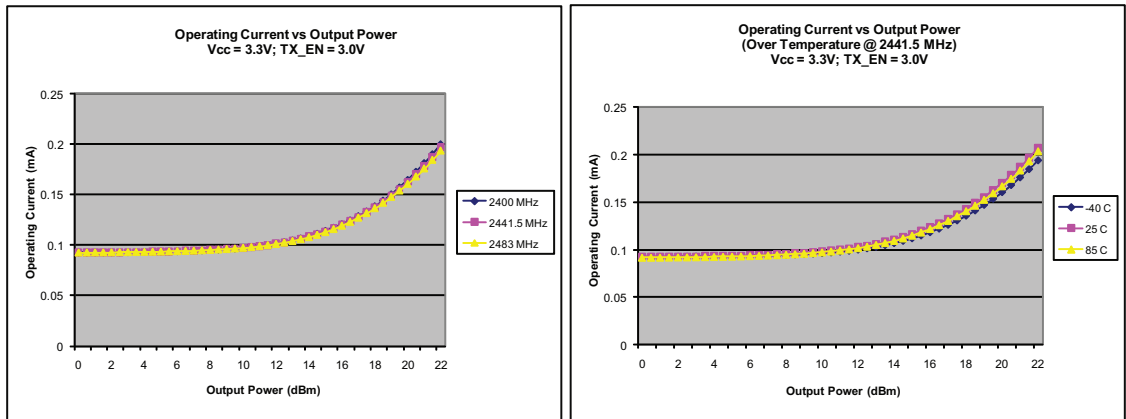 Operating Current vs Output Power
Vcc = 3.3V; TX_EN = 3.0V
0.25
0.2
0.15
0.1
0.05
0
Operating Current (mA)
0 2 4 6 8 10 12 14 16 18 20 22
Output Power (dBm)
2400 MHz
2441.5 MHz
2483 MHz
Operating Current vs Output Power
(Over Temperature @ 2441.5 MHz)
Vcc = 3.3V; TX_EN = 3.0V
0.25
0.2
0.15
0.1
0.05
0
Operating Current (mA)
0 2 4 6 8 10 12 14 16 18 20 22
Output Power (dBm)
-40 C
25 C
85 C